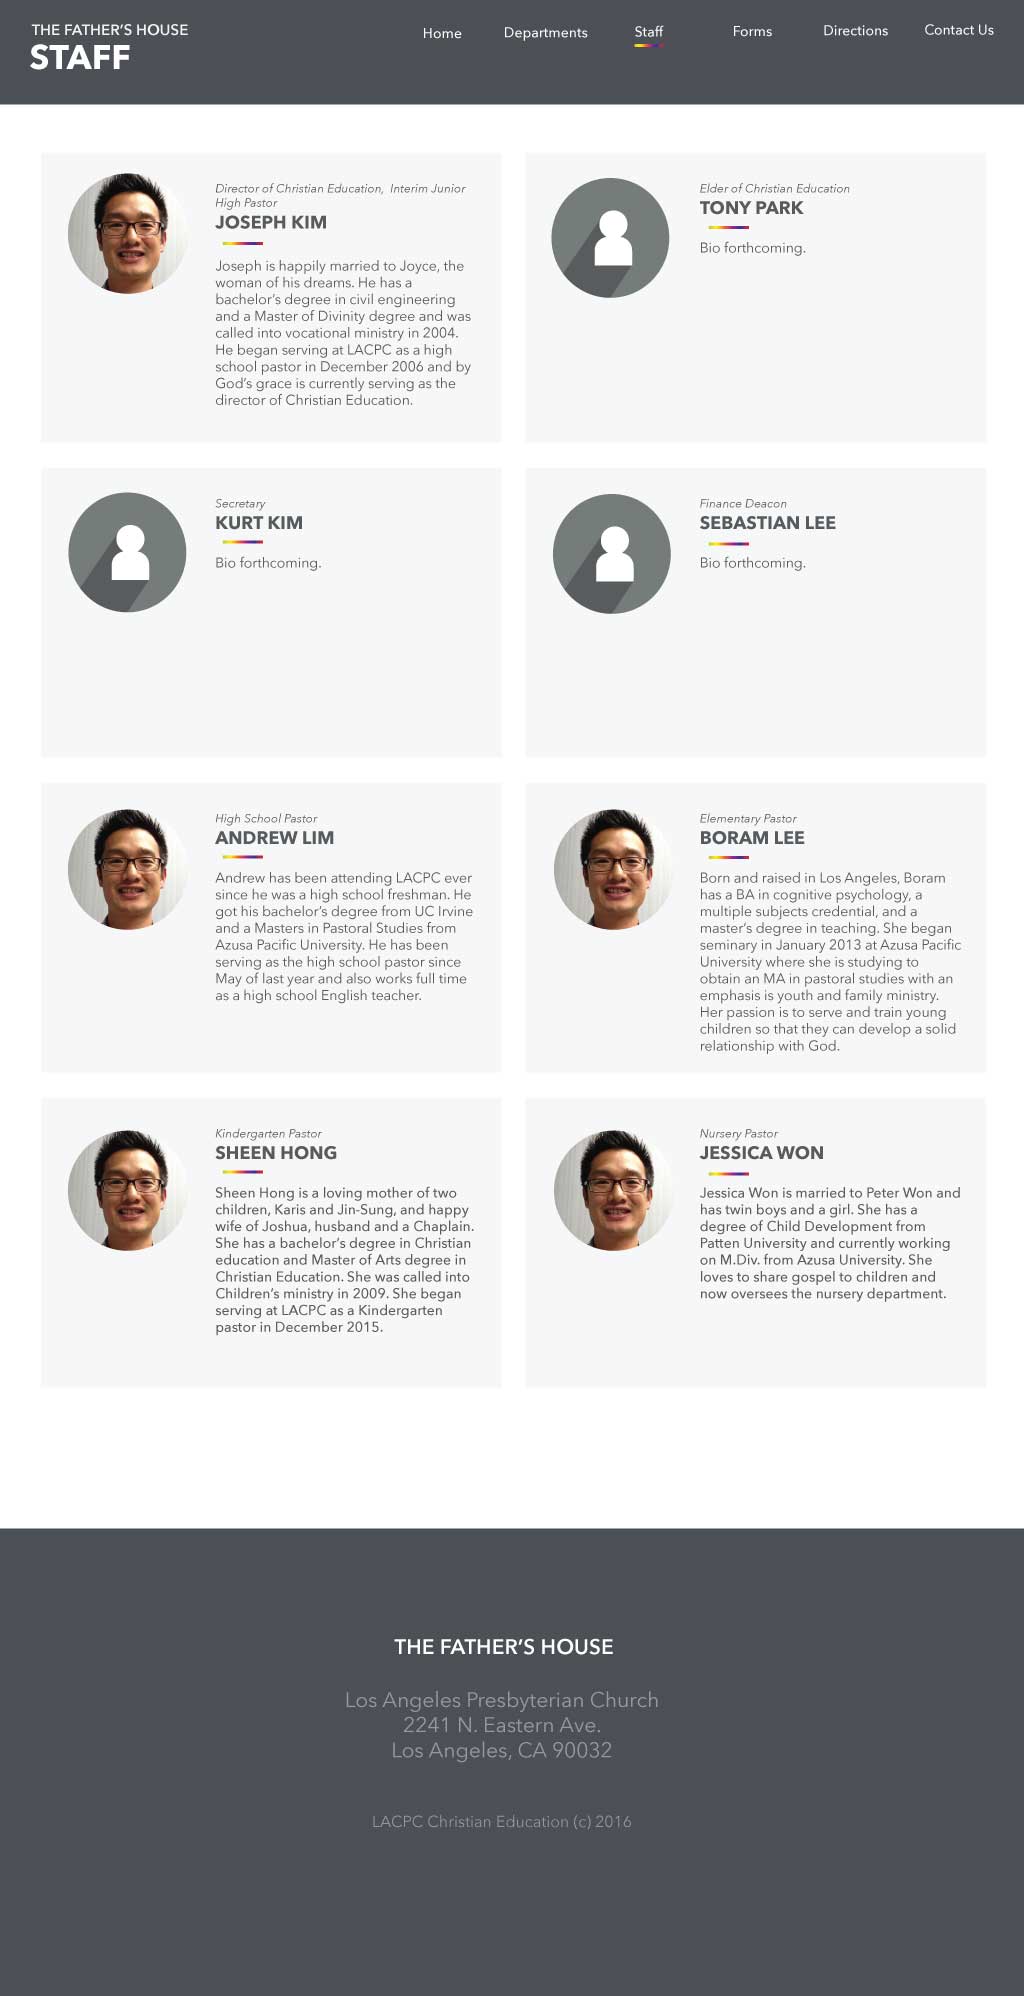 THE FATHER'S HOUSE
STAFF
Home
Departments
Staff
Forms
Directions
Contact Us
Director of Christian Education,  Interim Junior
High Pastor
JOSEPH KIM
Joseph is happily married to Joyce, the
woman of his dreams. He has a
bachelor's degree in civil engineering
and a Master of Divinity degree and was
called into vocational ministry in 2004.
He began serving at LACPC as a high
school pastor in December 2006 and by
God's grace is currently serving as the
director of Christian Education.
Elder of Christian Education
TONY PARK
Bio forthcoming.
Secretary
KURT KIM
Bio forthcoming.
Finance Deacon
SEBASTIAN LEE
Bio forthcoming.
High School Pastor
ANDREW LIM
Andrew has been attending LACPC ever
since he was a high school freshman. He
got his bachelor's degree from UC Irvine
and a Masters in Pastoral Studies from
Azusa Pacific University. He has been
serving as the high school pastor since
May of last year and also works full time
as a high school English teacher.
Elementary Pastor
BORAM LEE
Born and raised in Los Angeles, Boram
has a BA in cognitive psychology, a
multiple subjects credential, and a
master's degree in teaching. She began
seminary in January 2013 at Azusa Pacific
University where she is studying to
obtain an MA in pastoral studies with an
emphasis is youth and family ministry.
Her passion is to serve and train young
children so that they can develop a solid
relationship with God.
Kindergarten Pastor
SHEEN HONG
Sheen Hong is a loving mother of two
children, Karis and Jin-Sung, and happy
wife of Joshua, husband and a Chaplain.
She has a bachelor's degree in Christian
education and Master of Arts degree in
Christian Education. She was called into
Children's ministry in 2009. She began
serving at LACPC as a Kindergarten
pastor in December 2015.
Nursery Pastor
JESSICA WON
Jessica Won is married to Peter Won and
has twin boys and a girl. She has a
degree of Child Development from
Patten University and currently working
on M.Div. from Azusa University. She
loves to share gospel to children and
now oversees the nursery department.
THE FATHER'S HOUSE
Los Angeles Presbyterian Church
2241 N. Eastern Ave.
Los Angeles, CA 90032
LACPC Christian Education (c) 2016